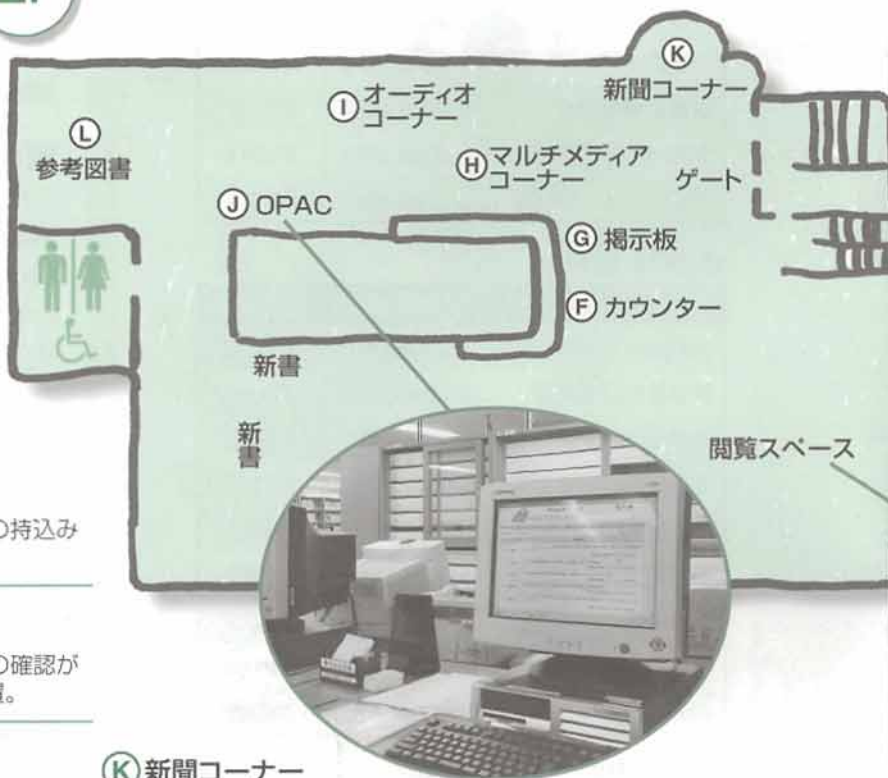 Ⓚ
新聞コーナー
Ⓘ オーディオ
コーナー
Ⓛ
参考図書
Ⓗ マルチメディア
コーナー
ゲート
Ⓙ OPAC
Ⓖ 掲示板
Ⓕ カウンター
新書
新書
閲覧スペース
の持込み
の確認が
Ⓚ 新聞コーナー